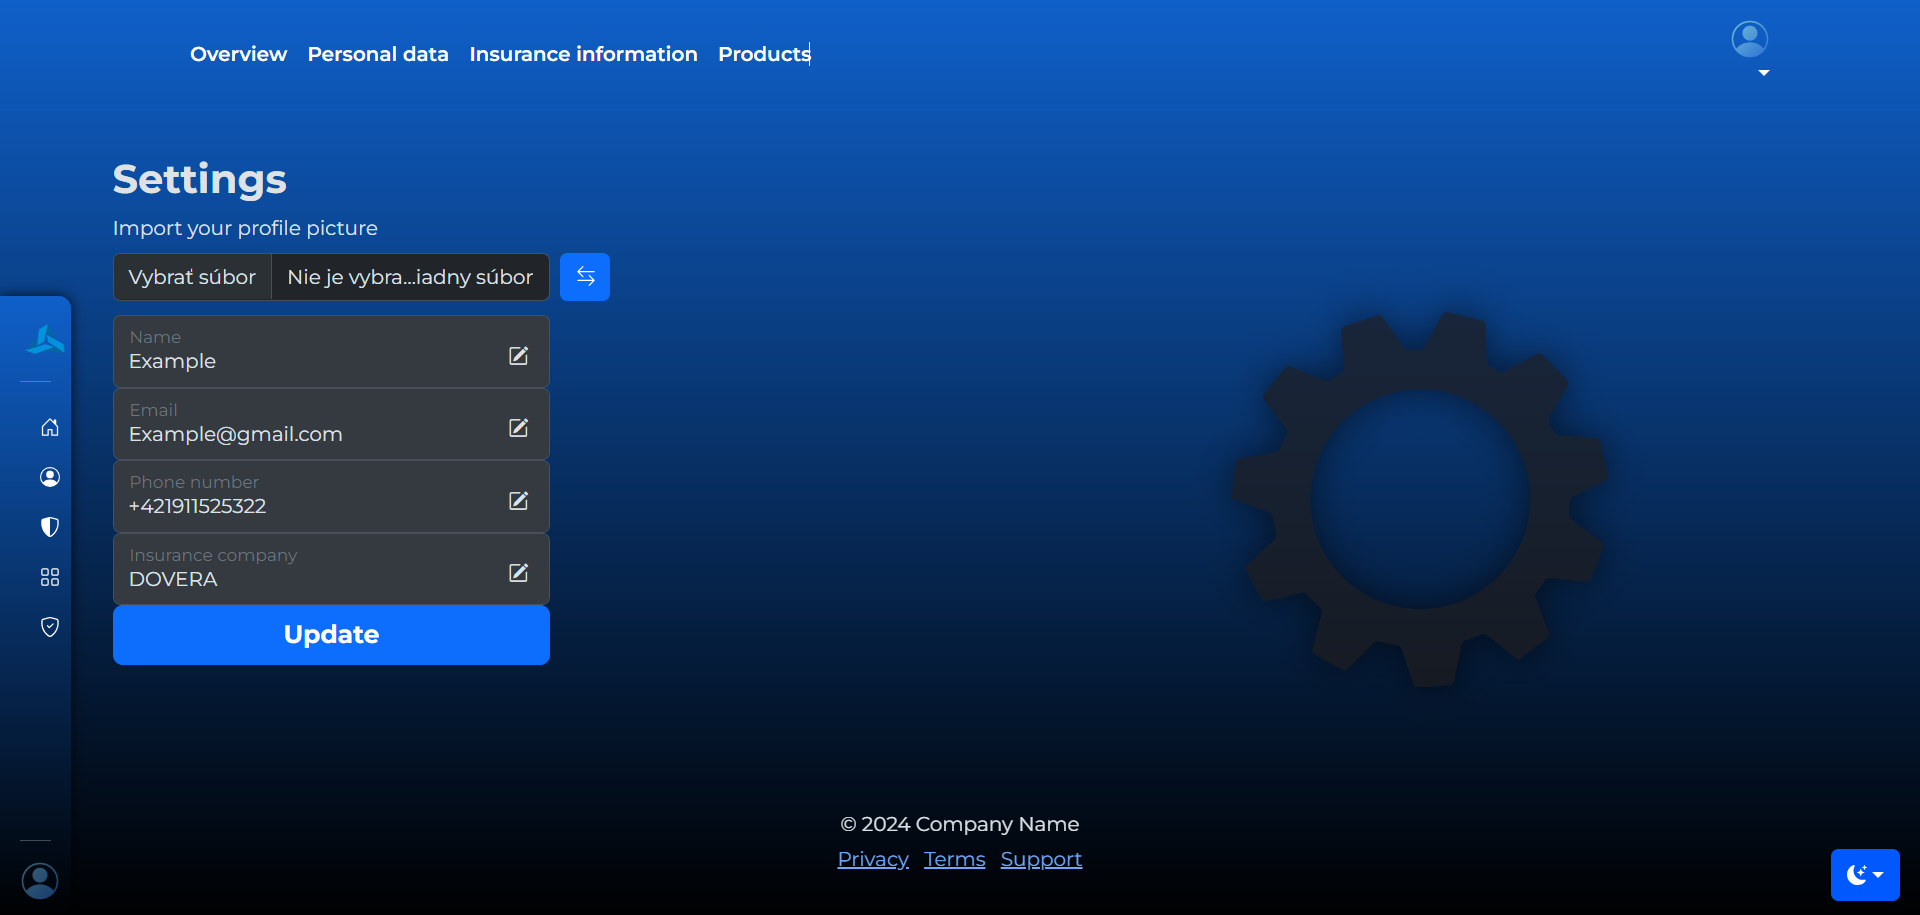 Overview Personal data Insurance information Products
Settings
Import your profile picture
Vybrať súbor Nie je vybra...iadny súbor
Name
Example
Email
Example@gmail.com
Phone number
+421911525322
Insurance company
DOVERA
Update
© 2024 Company Name
Privacy Terms Support